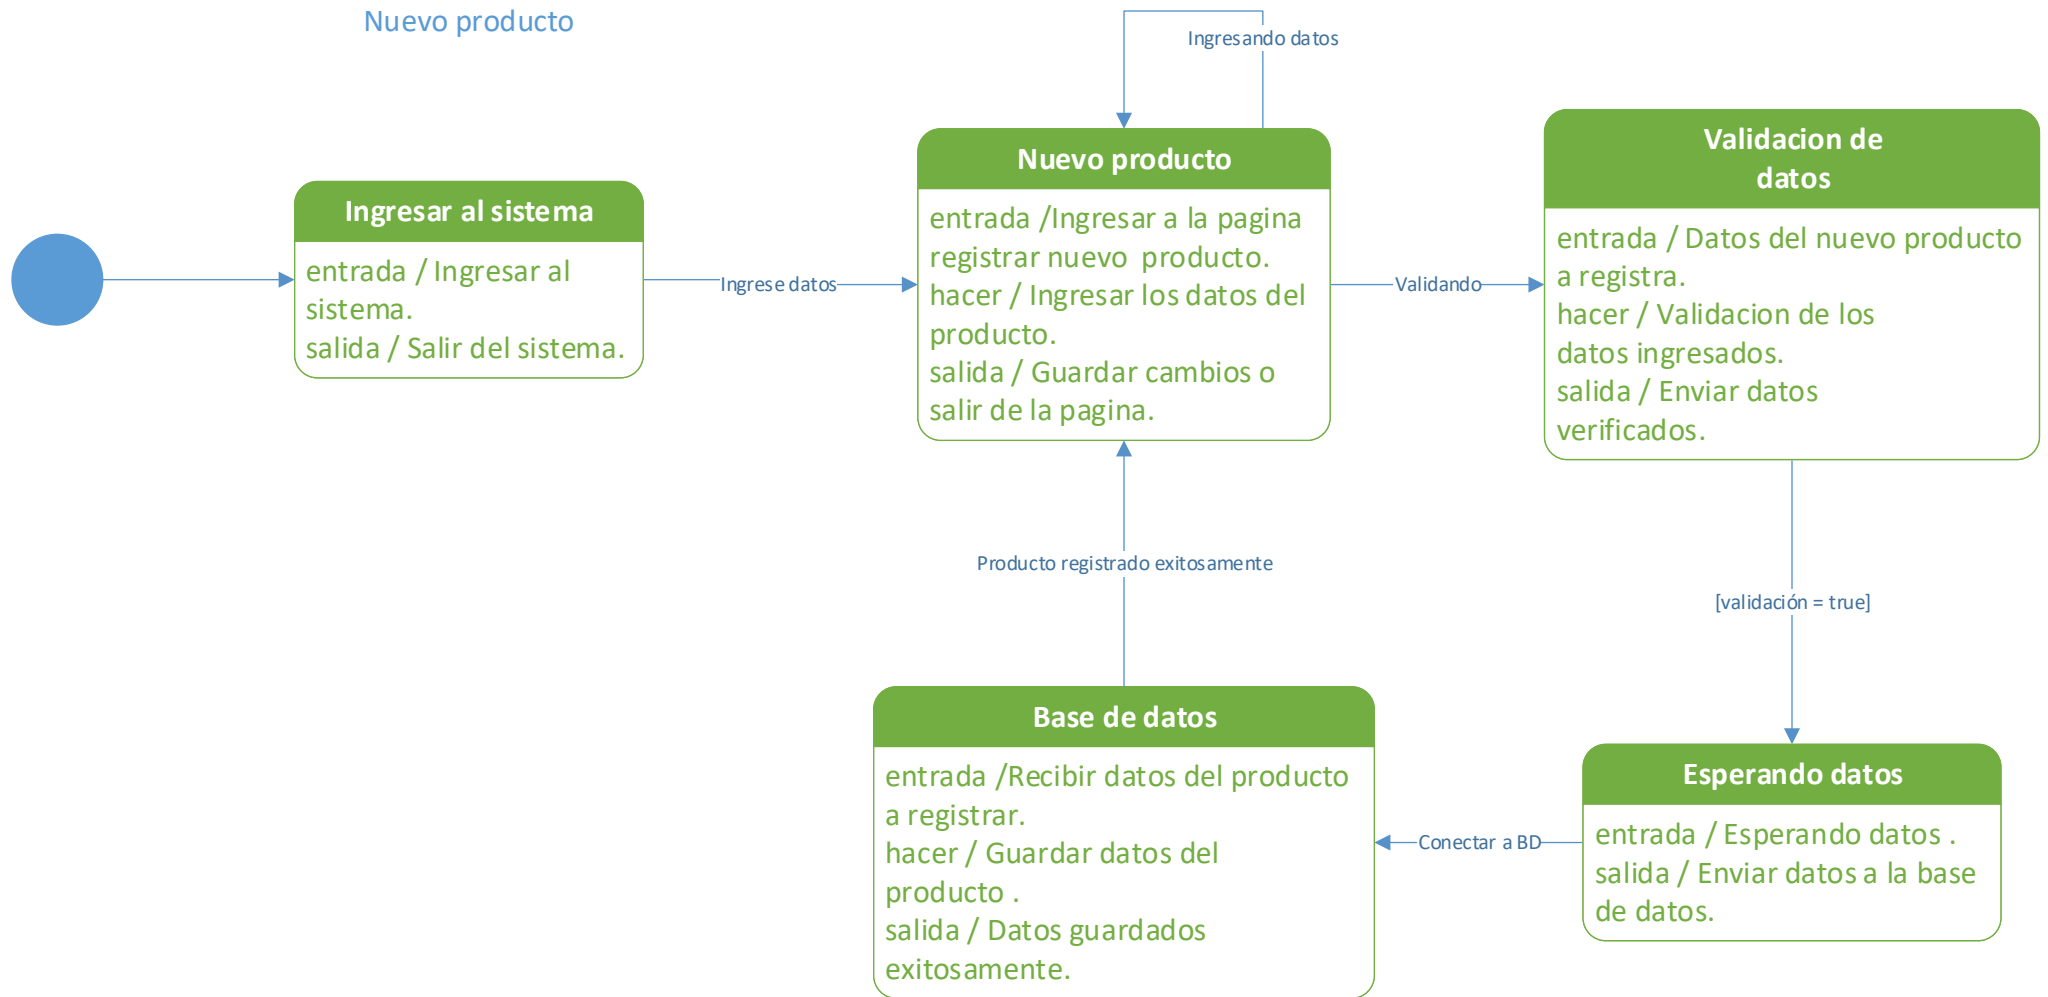 Nuevo producto
Ingresando datos
Ingresar al sistema
entrada / Ingresar al
sistema.
salida / Salir del sistema.
Ingrese datos
Nuevo producto
entrada /Ingresar a la pagina
registrar nuevo  producto.
hacer / Ingresar los datos del
producto.
salida / Guardar cambios o
salir de la pagina.
Validando
Validacion de
datos
entrada / Datos del nuevo producto
a registra.
hacer / Validacion de los
datos ingresados.
salida / Enviar datos
verificados.
Producto registrado exitosamente
[validación = true]
Base de datos
entrada /Recibir datos del producto
a registrar.
hacer / Guardar datos del
producto .
salida / Datos guardados
exitosamente.
Conectar a BD
Esperando datos
entrada / Esperando datos .
salida / Enviar datos a la base
de datos.